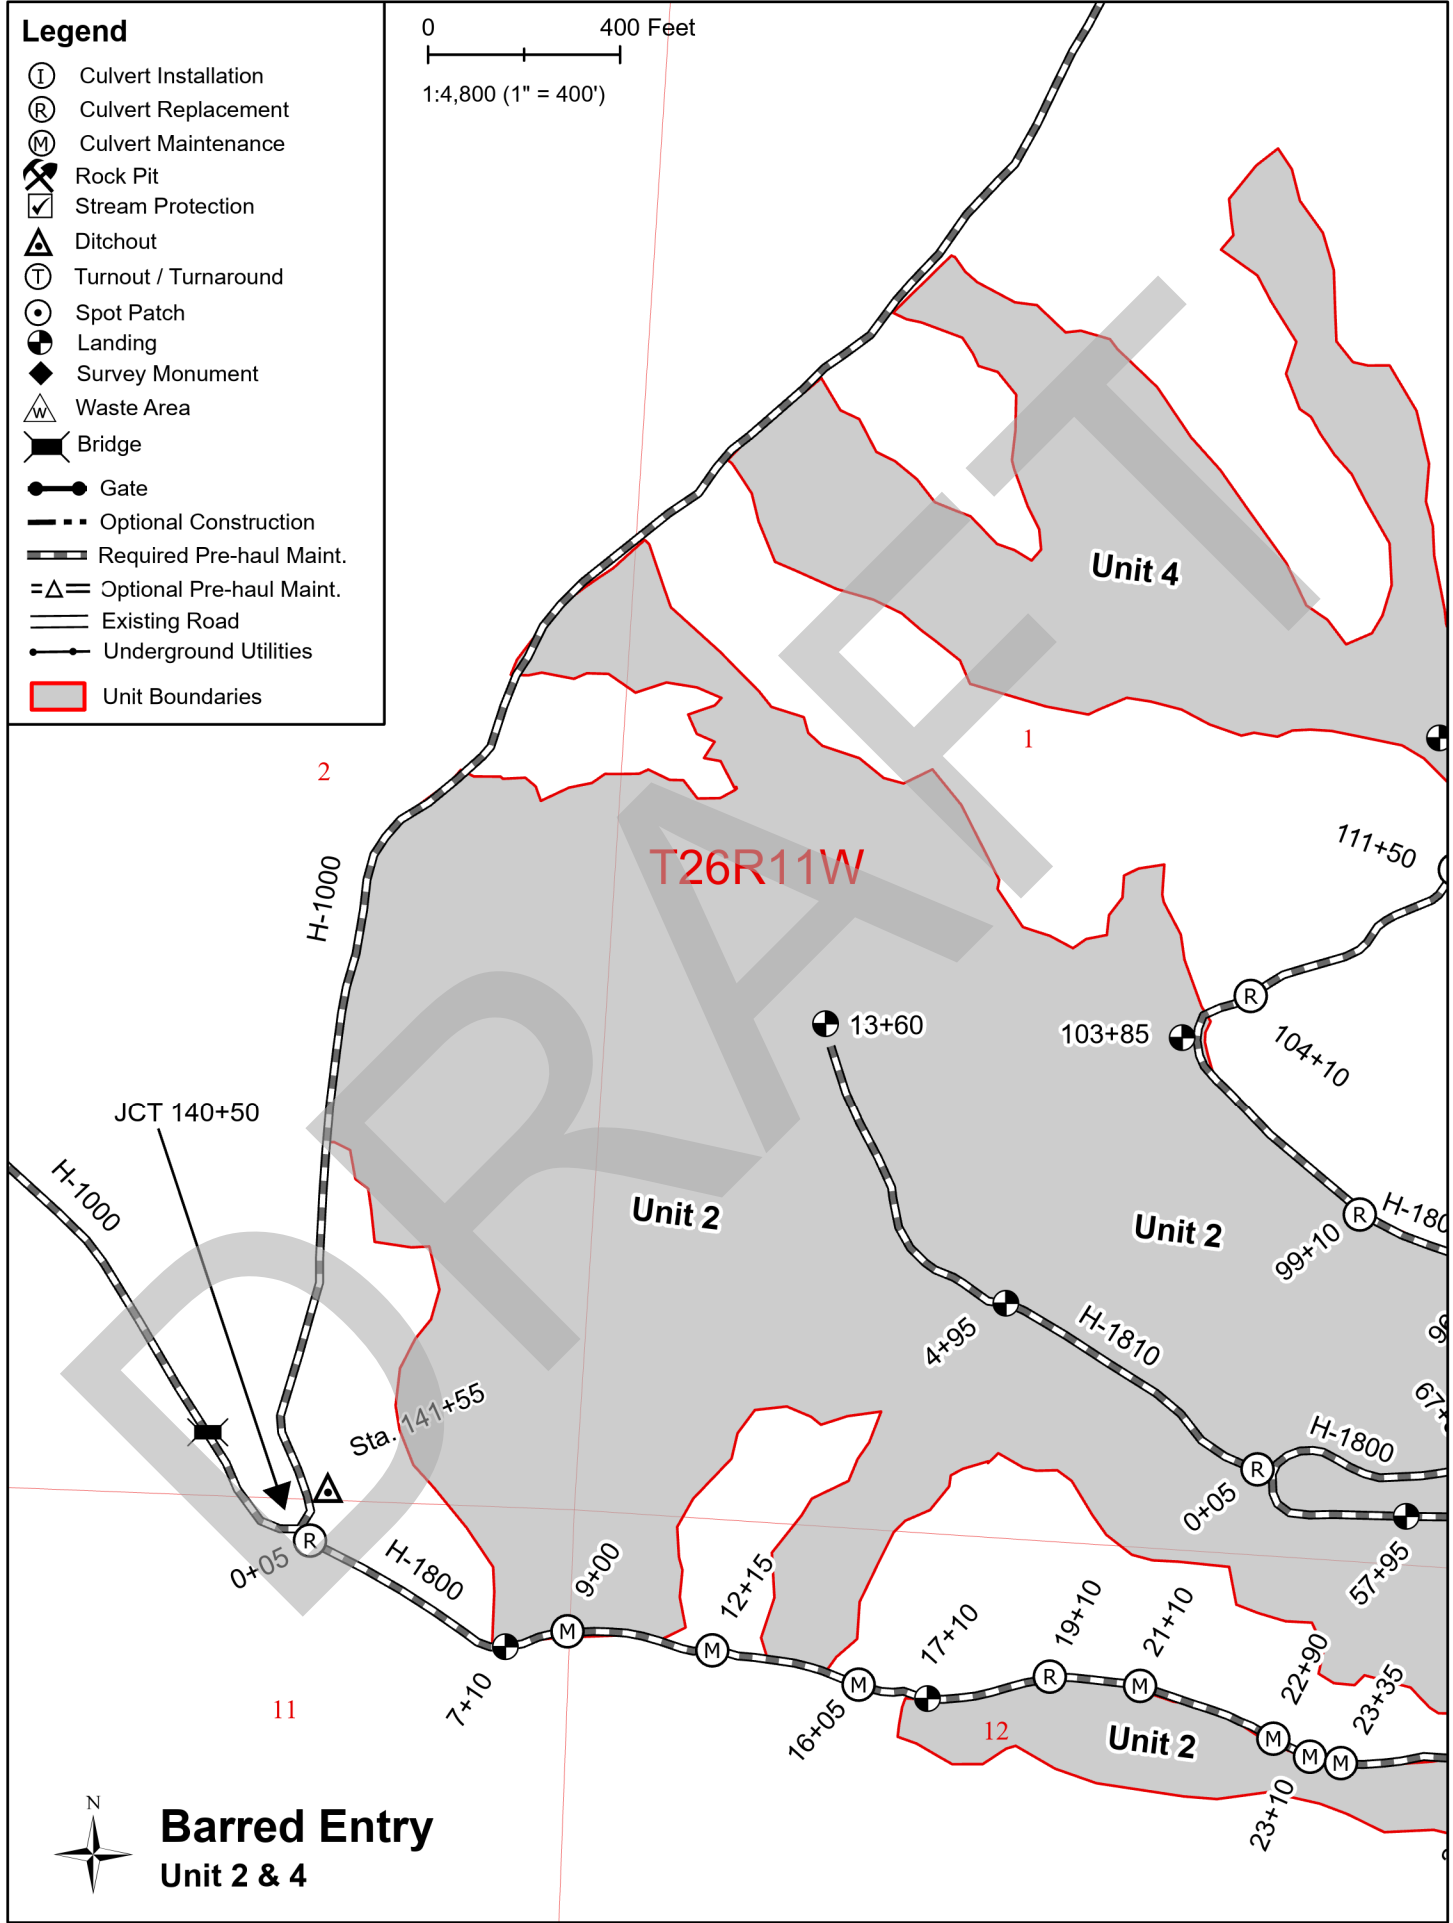 Legend
I Culvert Installation
R Culvert Replacement
M Culvert Maintenance
Rock Pit
Stream Protection
Ditchout
T Turnout / Turnaround
Spot Patch
Landing
Survey Monument
W Waste Area
Bridge
Gate
Optional Construction
Required Pre-haul Maint.
Optional Pre-haul Maint.
Existing Road
Underground Utilities
Unit Boundaries
0 400 Feet
1:4,800 (1" = 400')
Unit 4
1
2
T26R11W
111+50
H-1000
13+60
103+85
R
104+10
JCT 140+50
H-1000
Unit 2
Unit 2
R
H-180
99+10
4+95
H-1810
Sta. 141+55
67+
H-1800
R
0+05
57+95
R
0+05
H-1800
9+00
M
7+10
12+15
M
M
16+05
17+10
19+10
R
21+10
M
22+90
M
M
M
23+35
23+10
11
12
Unit 2
DRAFT
N
Barred Entry
Unit 2 & 4